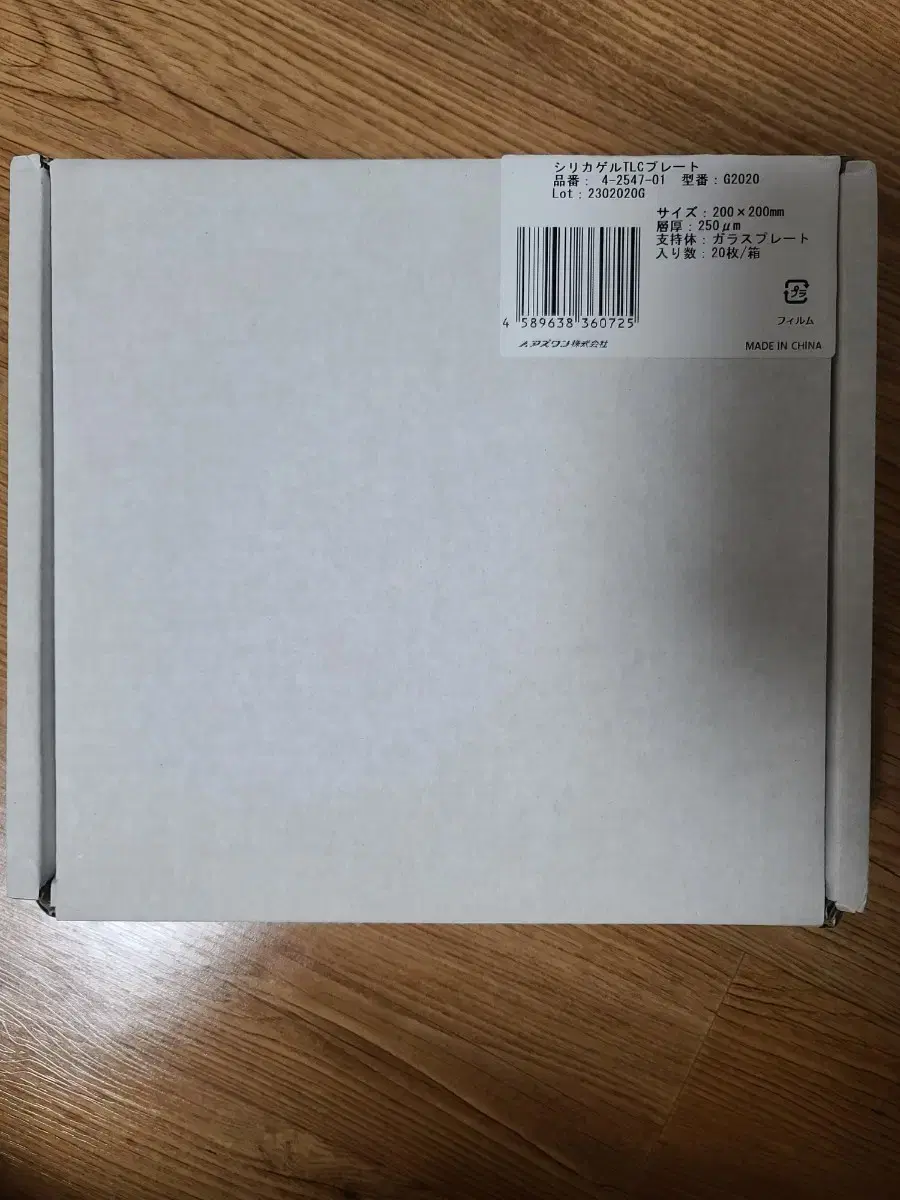 シリカゲルTLCプレート
品番： 4-2547-01 型番：G2020
Lot：2302020G
サイズ：200×200mm
層厚：250μm
支持体：ガラスプレート
入り数：20枚/箱
プラ
フィルム
4 589638 360725
アズワン株式会社
MADE IN CHINA